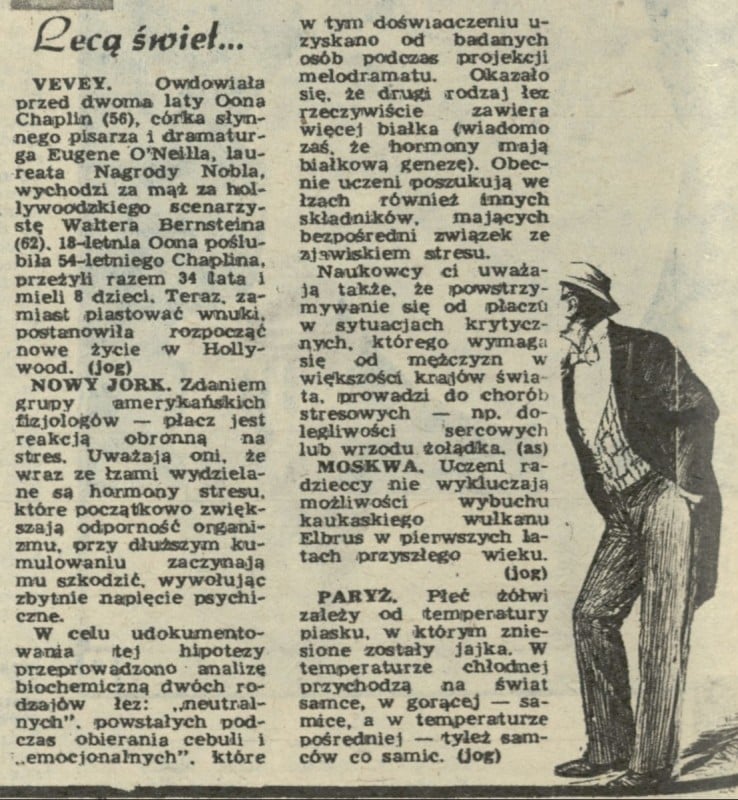 Lecą świeł...
VEVEY. Owdowiała
przed dwoma laty Oona
Chaplin (56), córka słyn-
nego pisarza i dramatur-
ga Eugene O'Neilla, lau-
reata Nagrody Nobla,
wychodzi za mąż za hol-
lywoodzkiego scenarzy-
stę Waltera Bernsteina
(62). 18-letnia Oona poślu-
biła 54-letniego Chaplina,
przeżyli razem 34 lata i
mieli 8 dzieci. Teraz, za-
miast piastować wnuki,
postanowiła rozpocząć
nowe życie w Holly-
wood. (jog)
NOWY JORK. Zdaniem
grupy amerykańskich
fizjologów — płacz jest
reakcją obronną na
stres. Uważają oni, że
wraz ze łzami wydziela-
ne są hormony stresu,
które początkowo zwięk-
szają odporność organi-
zmu, przy dłuższym ku-
mulowaniu zaczynają
mu szkodzić, wywołując
zbytnie napięcie psychi-
czne.
W celu udokumento-
wania tej hipotezy
przeprowadzono analizę
biochemiczną dwóch ro-
dzajów łez: „neutral-
nych”, powstałych pod-
czas obierania cebuli i
„emocjonalnych”, które
w tym doświadczeniu u-
zyskano od badanych
osób podczas projekcji
melodramatu. Okazało
się, że drugi rodzaj łez
rzeczywiście zawiera
więcej białka (wiadomo
zaś, że hormony mają
białkową genezę). Obec-
nie uczeni poszukują we
łzach również innych
składników, mających
bezpośredni związek ze
zjawiskiem stresu.
Naukowcy ci uważa-
ją także, że powstrzy-
mywanie się od płaczu
w sytuacjach krytycz-
nych, którego wymaga
się od mężczyzn w
większości krajów świa-
ta, prowadzi do chorób
stresowych — np. do-
legliwości sercowych
lub wrzodu żołądka. (as)
MOSKWA. Uczeni ra-
dzieccy nie wykluczają
możliwości wybuchu
kaukaskiego wulkanu
Elbrus w pierwszych la-
tach przyszłego wieku.
(jog)
PARYŻ. Płeć żółwi
zależy od temperatury
piasku, w którym znie-
sione zostały jajka. W
temperaturze chłodnej
przychodzą na świat
samce, w gorącej — sa-
mice, a w temperaturze
pośredniej — tyleż sam-
ców co samic. (jog)